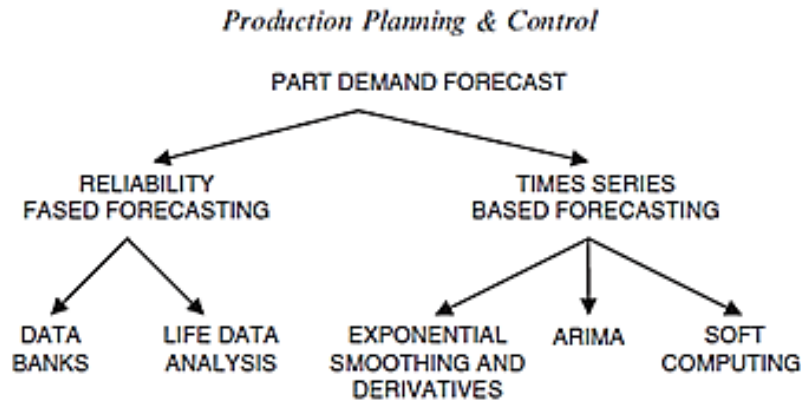 Production Planning & Control
PART DEMAND FORECAST
RELIABILITY
FASED FORECASTING
TIMES SERIES
BASED FORECASTING
DATA
BANKS
LIFE DATA
ANALYSIS
EXPONENTIAL
SMOOTHING AND
DERIVATIVES
ARIMA
SOFT
COMPUTING